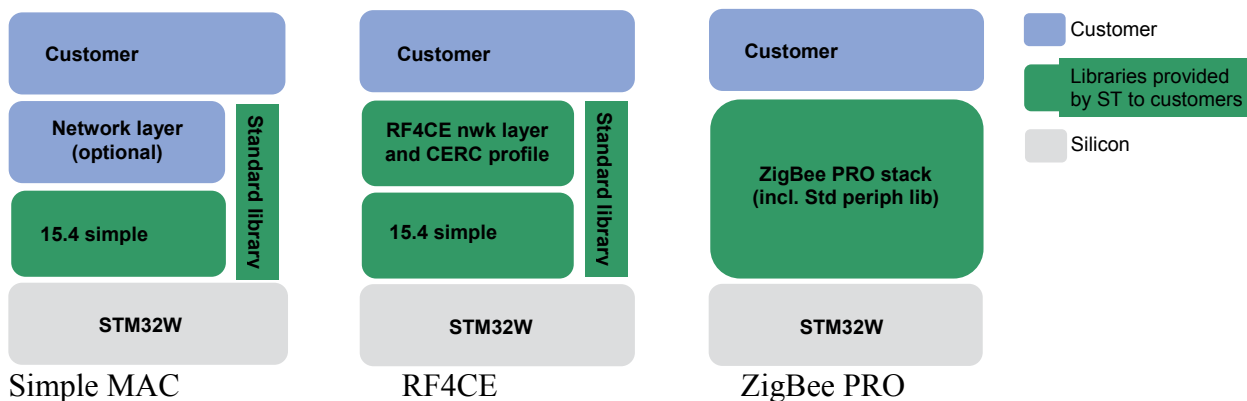 Customer
Network layer
(optional)
15.4 simple
Standard library
STM32W
Simple MAC
Customer
RF4CE nwk layer
and CERC profile
15.4 simple
Standard library
STM32W
RF4CE
Customer
ZigBee PRO stack
(incl. Std periph lib)
STM32W
ZigBee PRO
Customer
Libraries provided
by ST to customers
Silicon